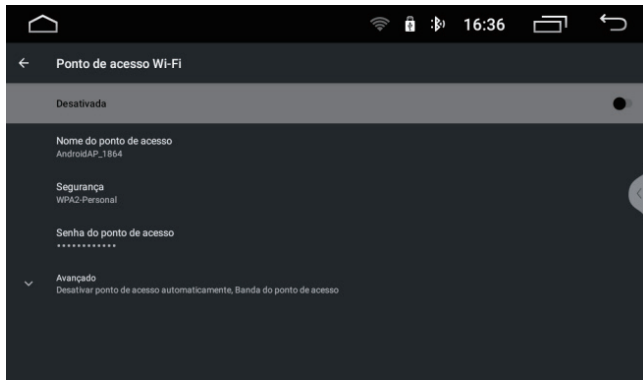 16:36
Ponto de acesso Wi-Fi
Desativada
Nome do ponto de acesso
AndroidAP_1864
Segurança
WPA2-Personal
Senha do ponto de acesso
••••••••••••
Avançado
Desativar ponto de acesso automaticamente, Banda do ponto de acesso